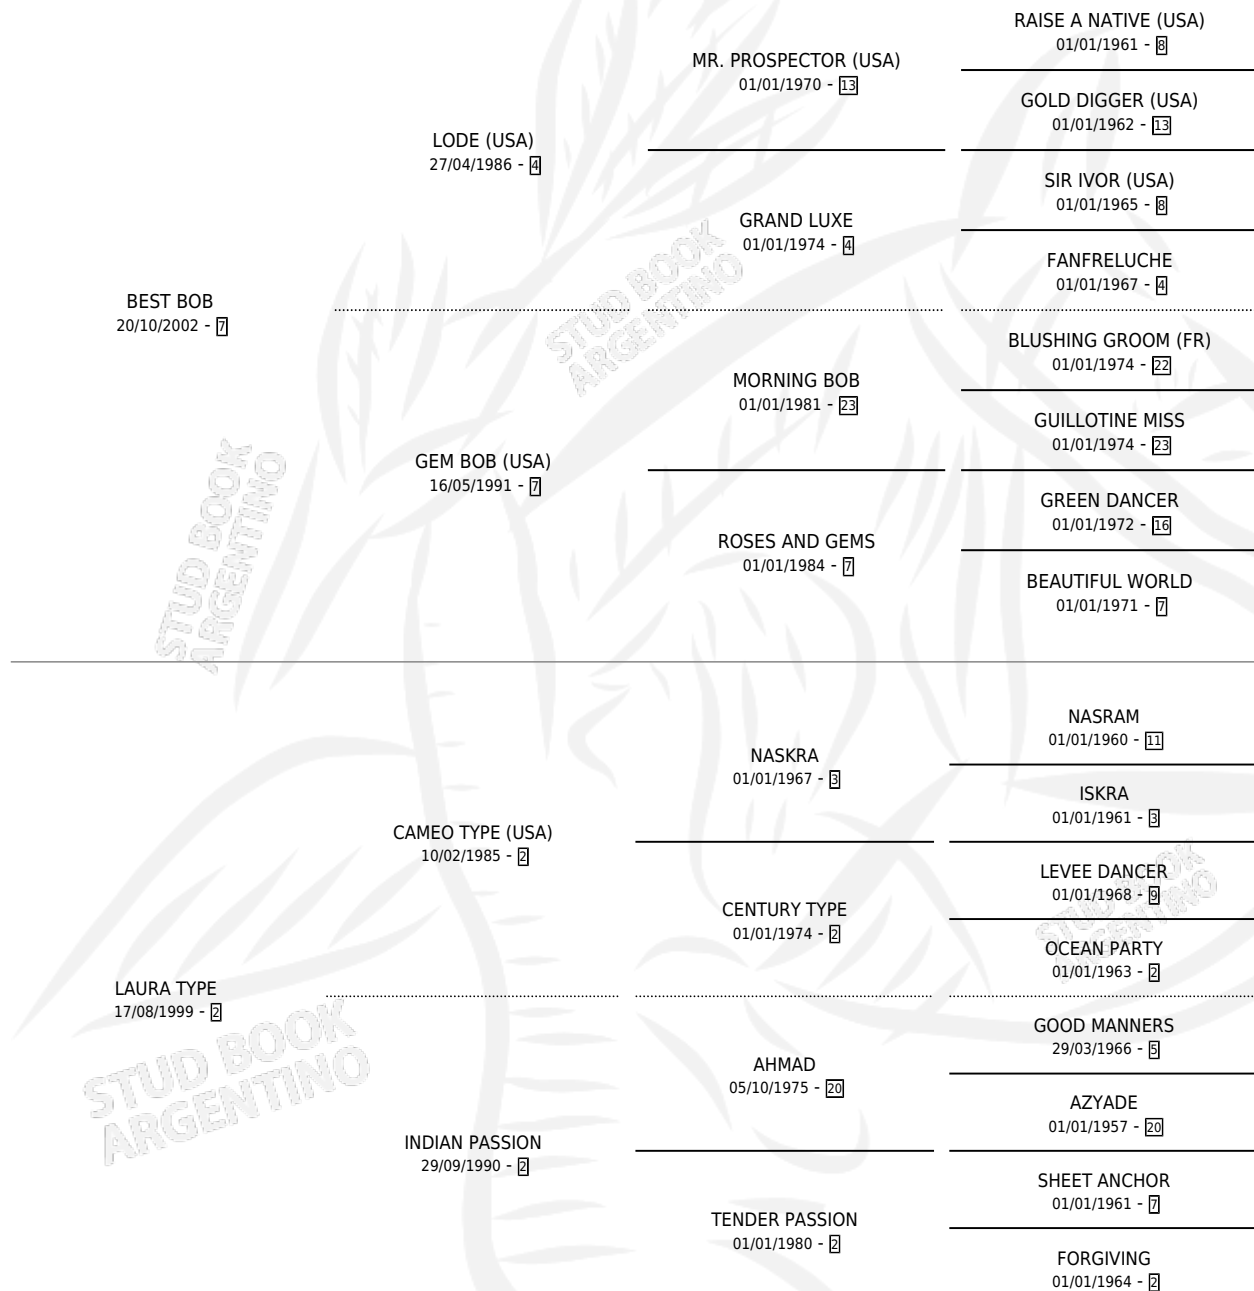 RAISE A NATIVE (USA)
01/01/1961 - 8
MR. PROSPECTOR (USA)
01/01/1970 - 13
GOLD DIGGER (USA)
01/01/1962 - 13
LODE (USA)
27/04/1986 - 4
SIR IVOR (USA)
01/01/1965 - 8
GRAND LUXE
01/01/1974 - 4
FANFRELUCHE
01/01/1967 - 4
BEST BOB
20/10/2002 - 7
BLUSHING GROOM (FR)
01/01/1974 - 22
MORNING BOB
01/01/1981 - 23
GUILLOTINE MISS
01/01/1974 - 23
GEM BOB (USA)
16/05/1991 - 7
GREEN DANCER
01/01/1972 - 16
ROSES AND GEMS
01/01/1984 - 7
BEAUTIFUL WORLD
01/01/1971 - 7
NASRAM
01/01/1960 - 11
NASKRA
01/01/1967 - 3
ISKRA
01/01/1961 - 3
CAMEO TYPE (USA)
10/02/1985 - 2
LEVEE DANCER
01/01/1968 - 9
CENTURY TYPE
01/01/1974 - 2
OCEAN PARTY
01/01/1963 - 2
LAURA TYPE
17/08/1999 - 2
GOOD MANNERS
29/03/1966 - 5
AHMAD
05/10/1975 - 20
AZYADE
01/01/1957 - 20
INDIAN PASSION
29/09/1990 - 2
SHEET ANCHOR
01/01/1961 - 7
TENDER PASSION
01/01/1980 - 2
FORGIVING
01/01/1964 - 2
STUD BOOK
ARGENTINO
STUD BOOK
ARGENTINO
STUD BOOK
ARGENTINO
STUD BOOK
ARGENTINO